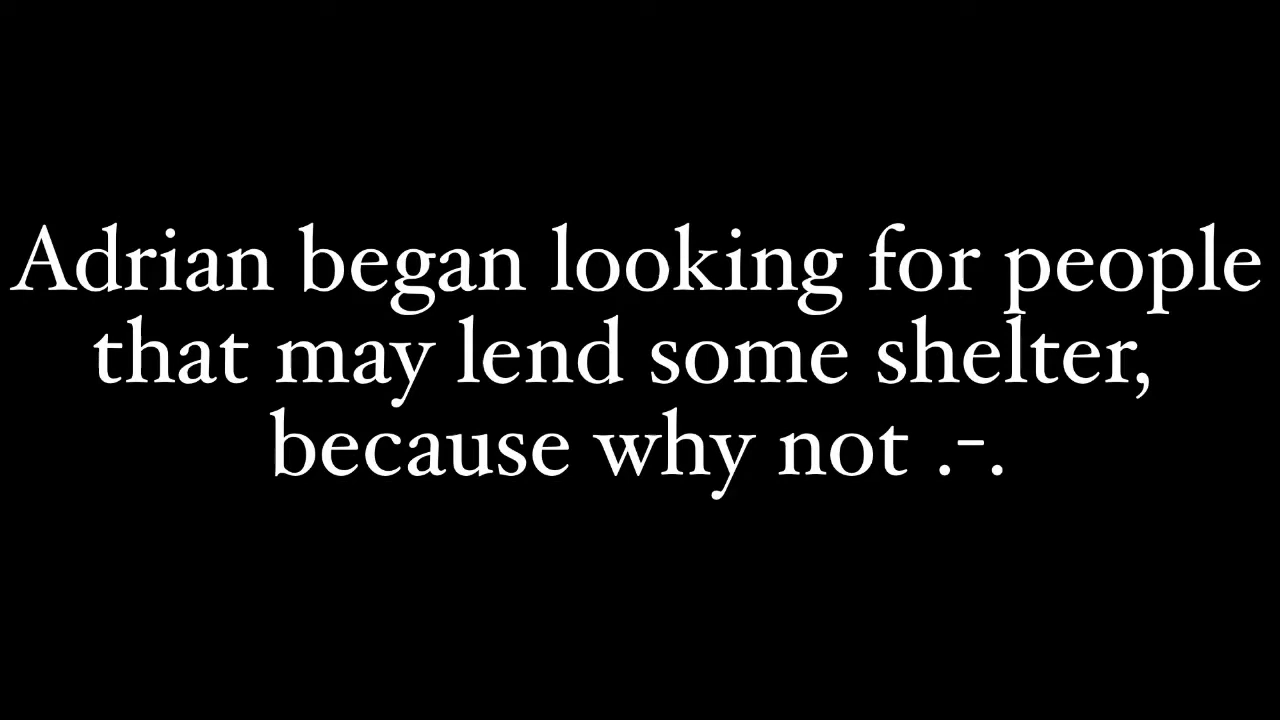 Adrian began looking for people
that may lend some shelter,
because why not .-.